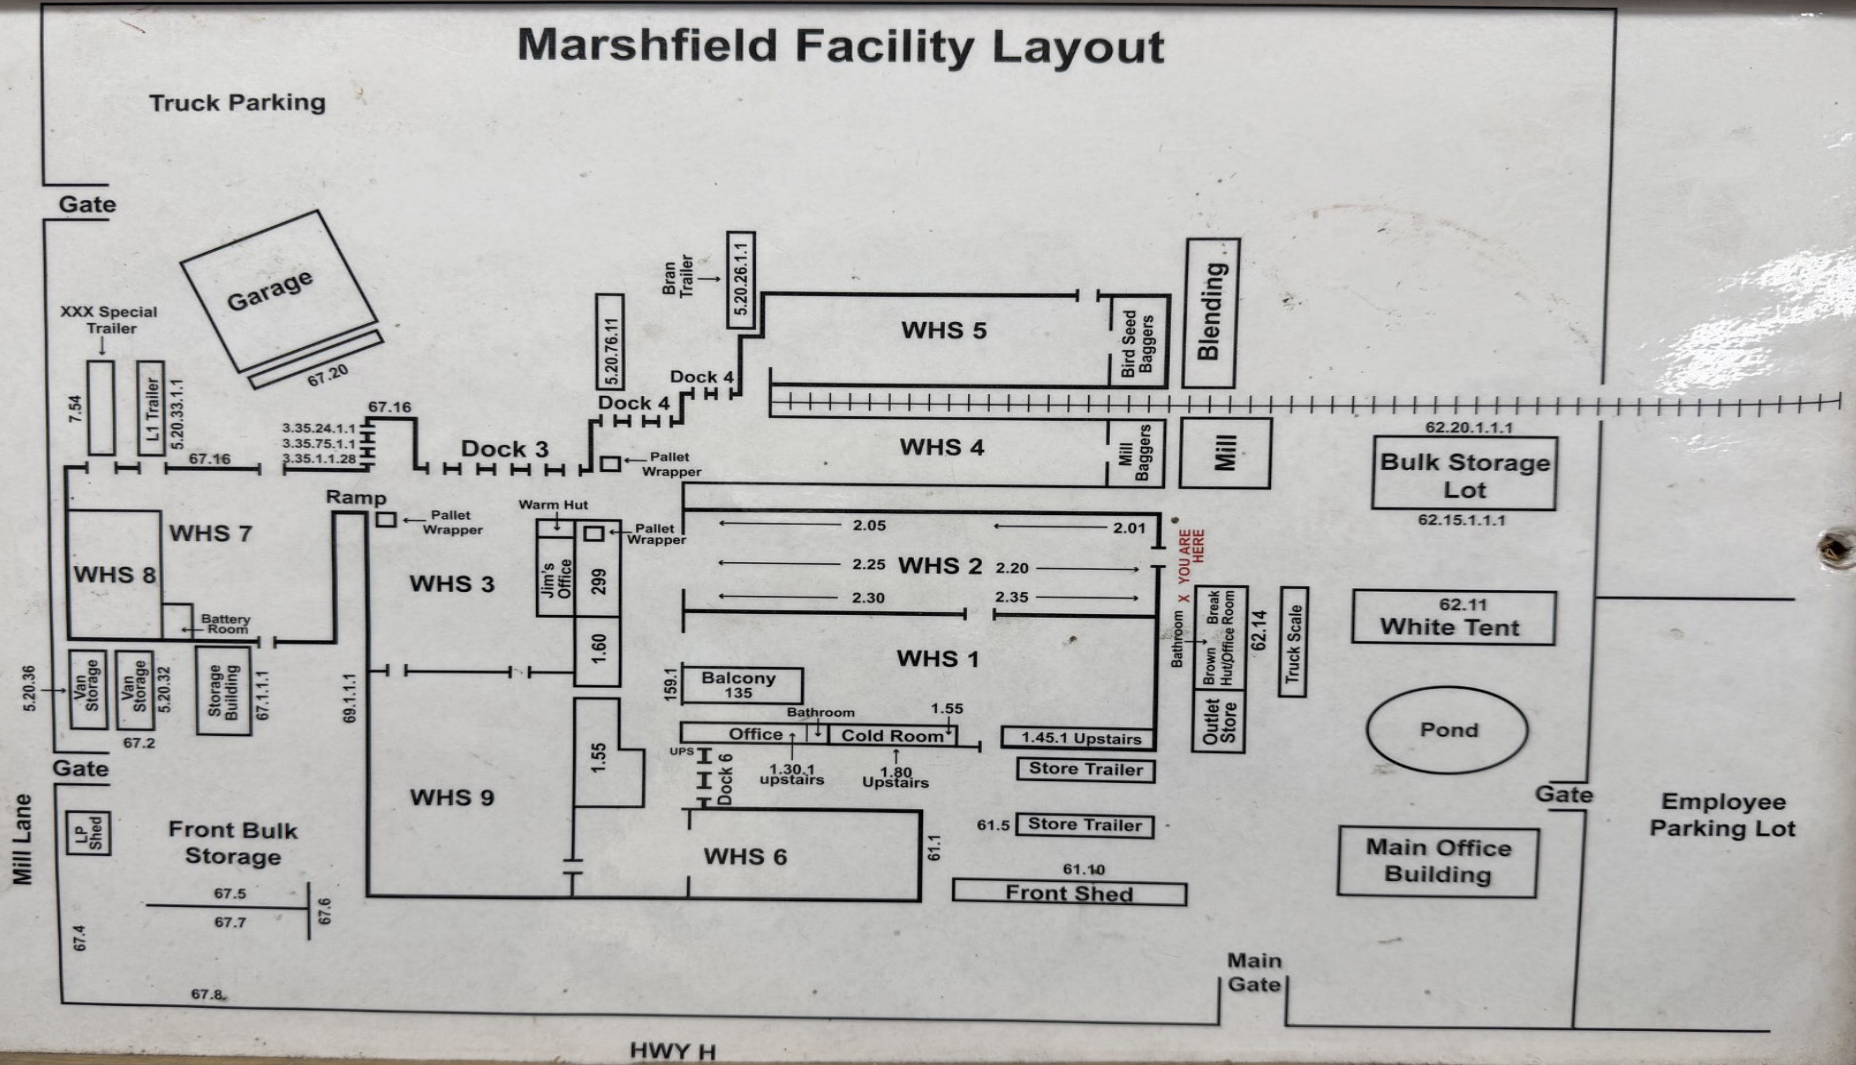 Marshfield Facility Layout
Truck Parking
Gate
Garage
67.20
XXX Special
Trailer
7.54
L1 Trailer
5.20.33.1.1
67.16
3.35.24.1.1
3.35.75.1.1
3.35.1.1.28
67.16
Dock 3
5.20.76.11
Dock 4
Dock 4
Bran
Trailer
5.20.26.1.1
WHS 5
Bird Seed
Baggers
Blending
WHS 4
Mill
Baggers
Mill
Pallet
Wrapper
62.20.1.1.1
Bulk Storage
Lot
62.15.1.1.1
Ramp
Pallet
Wrapper
Warm Hut
Pallet
Wrapper
WHS 7
WHS 8
Battery
Room
WHS 3
Jim's
Office
299
1.60
2.05
2.01
2.25
WHS 2
2.20
2.30
2.35
X YOU ARE
HERE
Bathroom
Brown Break
Hut/Office Room
62.14
Truck Scale
62.11
White Tent
5.20.36
Van
Storage
Van
Storage
5.20.32
67.2
Storage
Building
67.1.1.1
69.1.1.1
WHS 1
159.1
Balcony
135
Bathroom
1.55
Office
Cold Room
1.45.1 Upstairs
Outlet
Store
Pond
UPS
Dock 6
1.30.1
upstairs
1.80
Upstairs
Store Trailer
1.55
Gate
WHS 9
Gate
Employee
Parking Lot
Mill Lane
LP
Shed
Front Bulk
Storage
WHS 6
61.1
61.5
Store Trailer
Main Office
Building
61.10
Front Shed
67.5
67.7
67.6
67.4
67.8
Main
Gate
HWY H